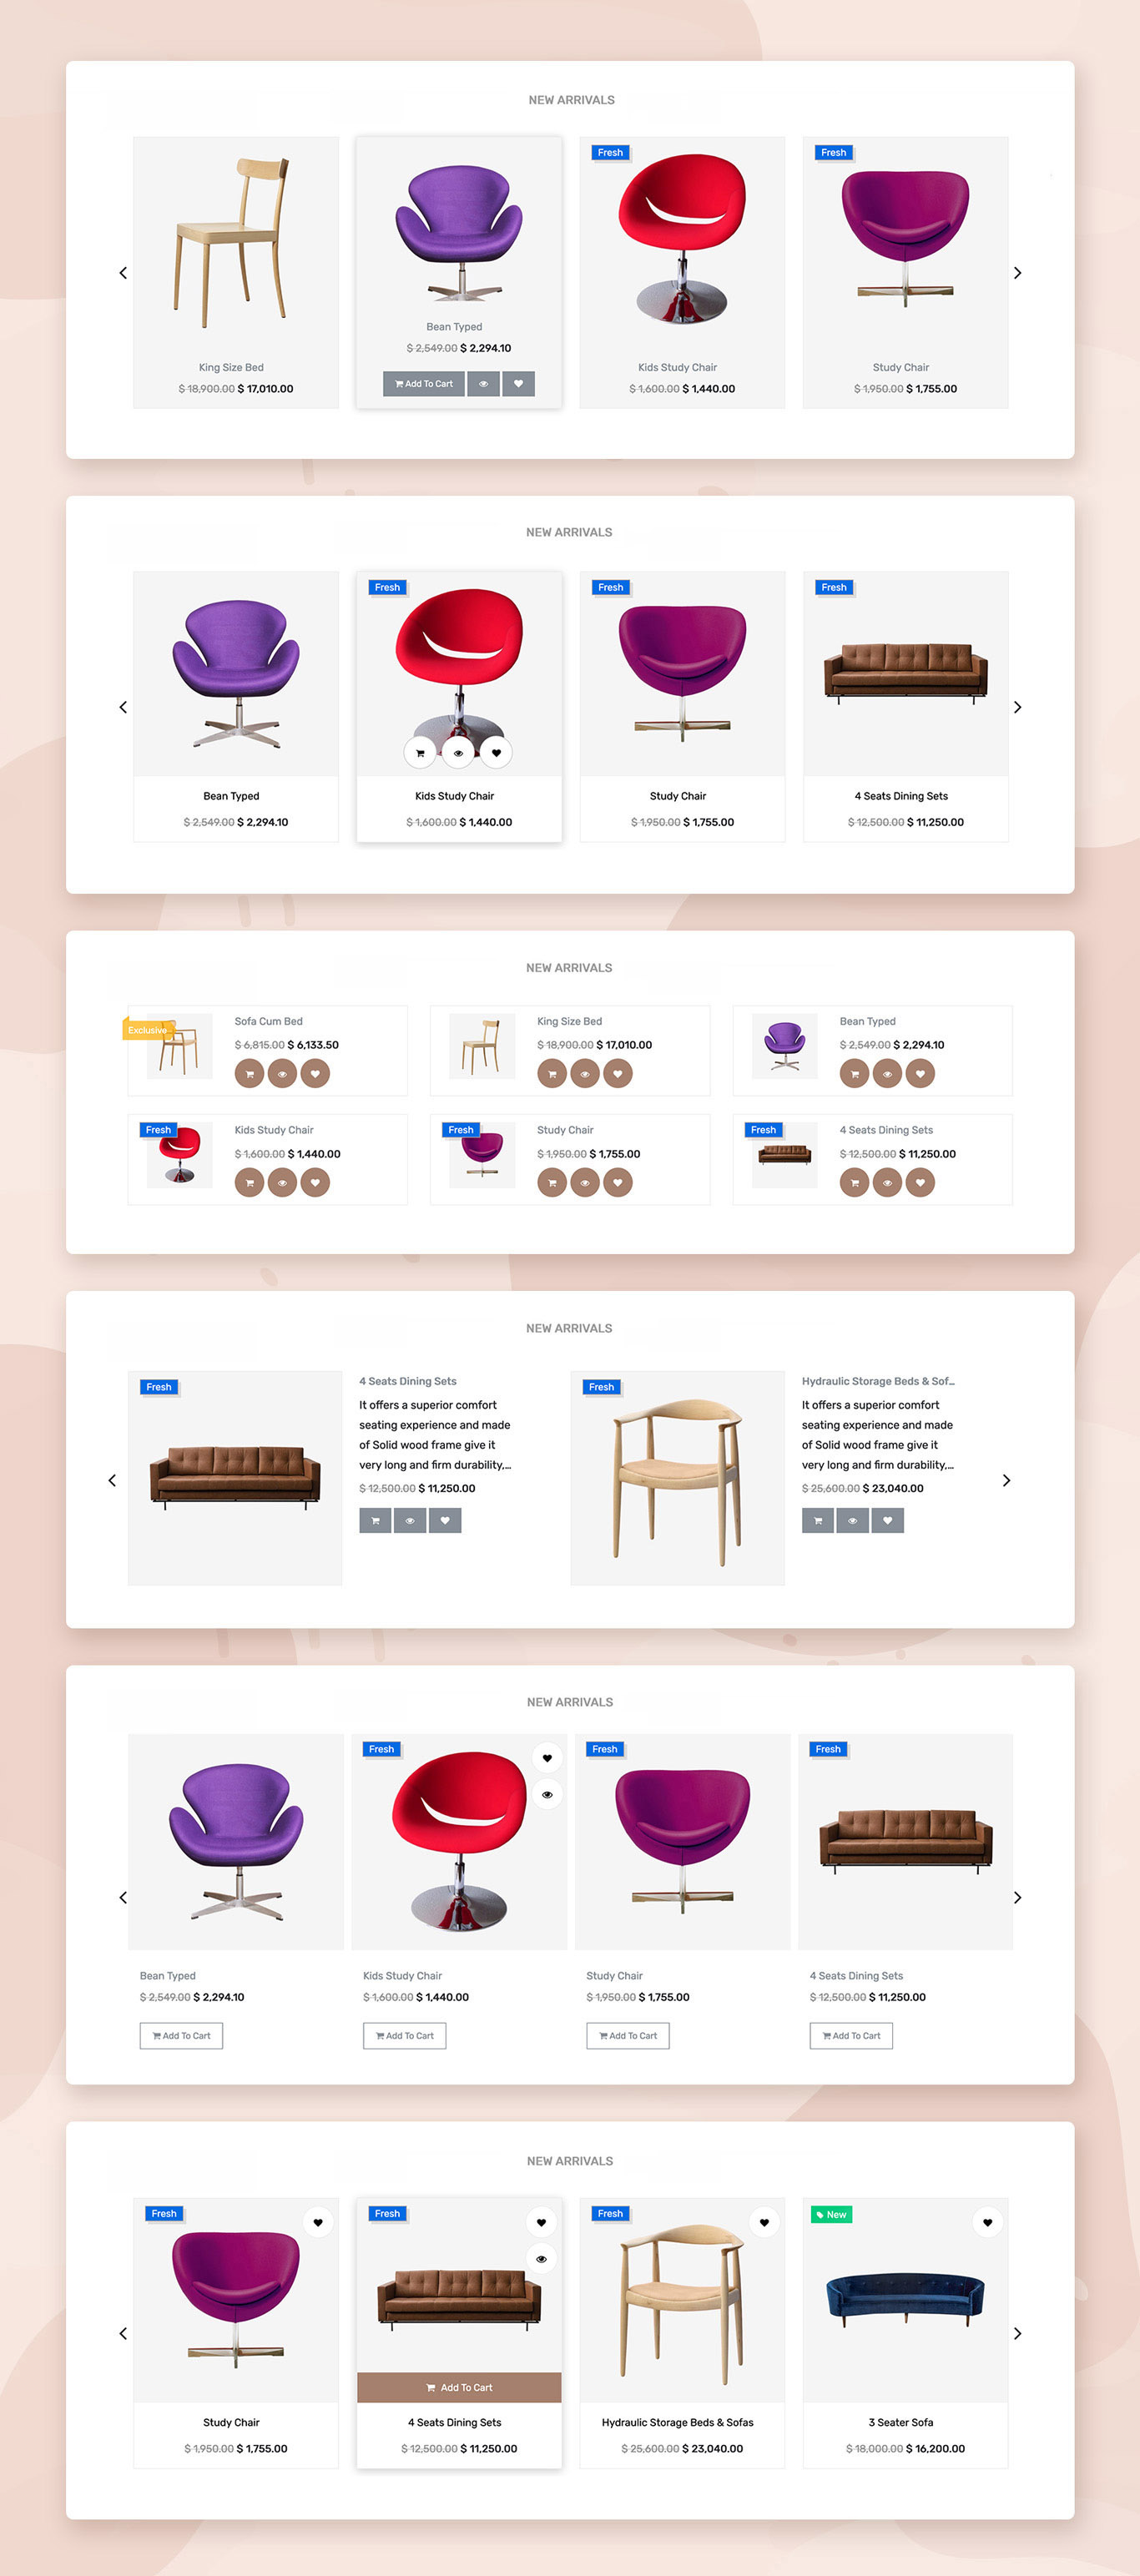 NEW ARRIVALS
King Size Bed
$ 18,900.00 $ 17,010.00
Bean Typed
$ 2,549.00 $ 2,294.10
Add To Cart
Fresh
Kids Study Chair
$ 1,600.00 $ 1,440.00
Fresh
Study Chair
$ 1,950.00 $ 1,755.00
NEW ARRIVALS
Bean Typed
$ 2,549.00 $ 2,294.10
Fresh
Kids Study Chair
$ 1,600.00 $ 1,440.00
Fresh
Study Chair
$ 1,950.00 $ 1,755.00
Fresh
4 Seats Dining Sets
$ 12,500.00 $ 11,250.00
NEW ARRIVALS
Exclusive
Sofa Cum Bed
$ 6,815.00 $ 6,133.50
King Size Bed
$ 18,900.00 $ 17,010.00
Bean Typed
$ 2,549.00 $ 2,294.10
Fresh
Kids Study Chair
$ 1,600.00 $ 1,440.00
Fresh
Study Chair
$ 1,950.00 $ 1,755.00
Fresh
4 Seats Dining Sets
$ 12,500.00 $ 11,250.00
NEW ARRIVALS
Fresh
4 Seats Dining Sets
It offers a superior comfort
seating experience and made
of Solid wood frame give it
very long and firm durability,...
$ 12,500.00 $ 11,250.00
Fresh
Hydraulic Storage Beds & Sof...
It offers a superior comfort
seating experience and made
of Solid wood frame give it
very long and firm durability,...
$ 25,600.00 $ 23,040.00
NEW ARRIVALS
Bean Typed
$ 2,549.00 $ 2,294.10
Add To Cart
Fresh
Kids Study Chair
$ 1,600.00 $ 1,440.00
Add To Cart
Fresh
Study Chair
$ 1,950.00 $ 1,755.00
Add To Cart
Fresh
4 Seats Dining Sets
$ 12,500.00 $ 11,250.00
Add To Cart
NEW ARRIVALS
Fresh
Study Chair
$ 1,950.00 $ 1,755.00
Fresh
Add To Cart
4 Seats Dining Sets
$ 12,500.00 $ 11,250.00
Fresh
Hydraulic Storage Beds & Sofas
$ 25,600.00 $ 23,040.00
New
3 Seater Sofa
$ 18,000.00 $ 16,200.00